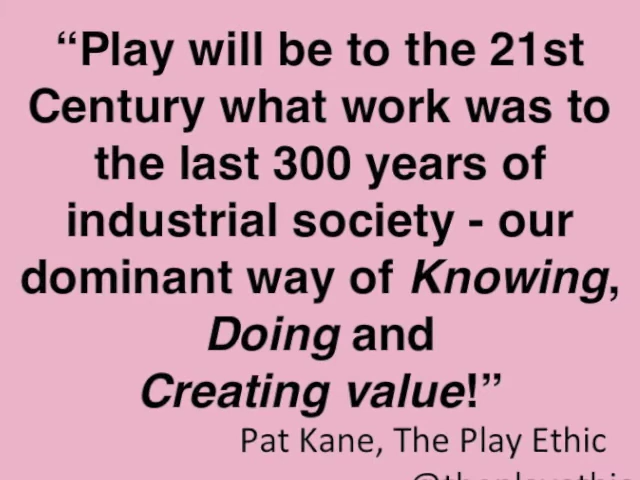 “Play will be to the 21st
Century what work was to
the last 300 years of
industrial society - our
dominant way of Knowing,
Doing and
Creating value!”
Pat Kane, The Play Ethic